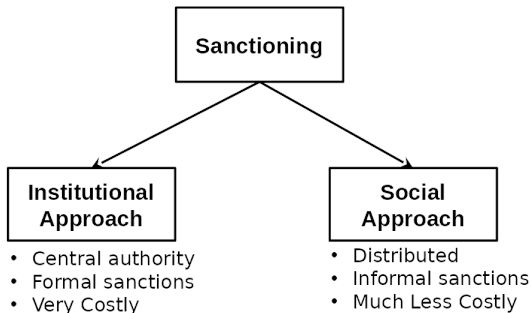 Sanctioning
Institutional
Approach
• Central authority
• Formal sanctions
• Very Costly
Social
Approach
• Distributed
• Informal sanctions
• Much Less Costly